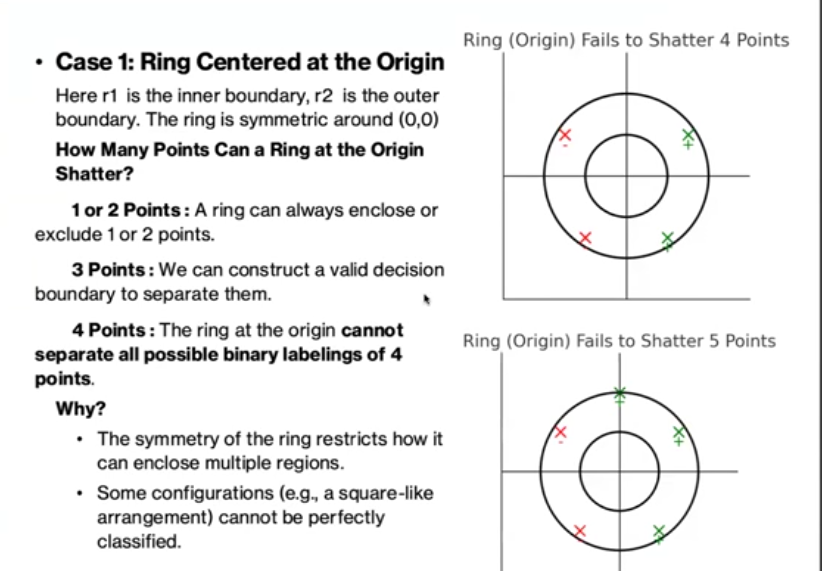 • Case 1: Ring Centered at the Origin
Here r1 is the inner boundary, r2 is the outer
boundary. The ring is symmetric around (0,0)
How Many Points Can a Ring at the Origin
Shatter?
1 or 2 Points : A ring can always enclose or
exclude 1 or 2 points.
3 Points : We can construct a valid decision
boundary to separate them.
4 Points : The ring at the origin cannot
separate all possible binary labelings of 4
points.
Why?
• The symmetry of the ring restricts how it
can enclose multiple regions.
• Some configurations (e.g., a square-like
arrangement) cannot be perfectly
classified.
Ring (Origin) Fails to Shatter 4 Points
Ring (Origin) Fails to Shatter 5 Points